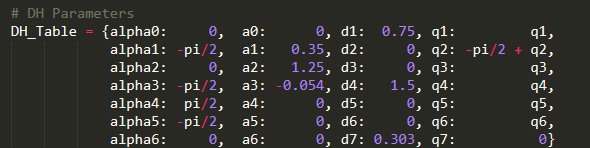 # DH Parameters
DH_Table = {alpha0:     0,  a0:      0, d1:  0.75, q1:         q1,
            alpha1: -pi/2,  a1:   0.35, d2:     0, q2: -pi/2 + q2,
            alpha2:     0,  a2:   1.25, d3:     0, q3:         q3,
            alpha3: -pi/2,  a3: -0.054, d4:   1.5, q4:         q4,
            alpha4:  pi/2,  a4:      0, d5:     0, q5:         q5,
            alpha5: -pi/2,  a5:      0, d6:     0, q6:         q6,
            alpha6:     0,  a6:      0, d7: 0.303, q7:          0}